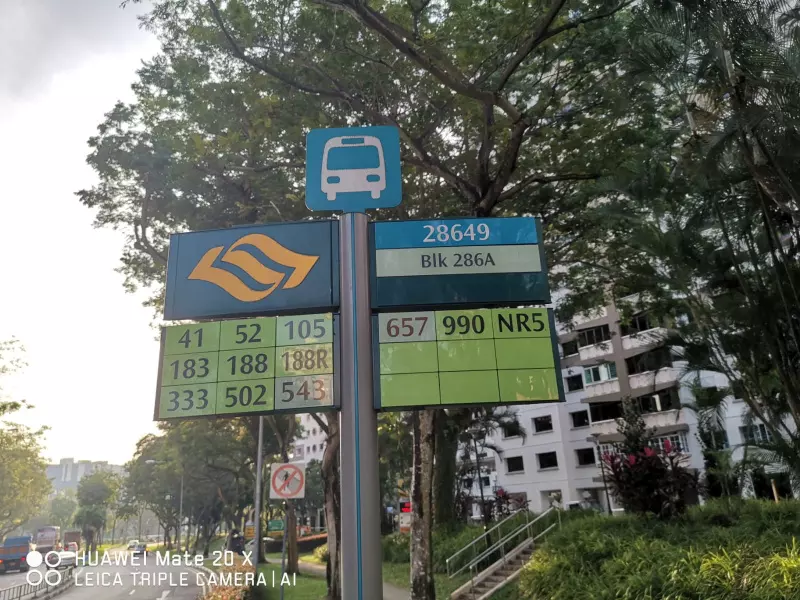 28649
Blk 286A
41 52 105
183 188 188R
333 502 543
657 990 NR5
HUAWEI Mate 20 X
LEICA TRIPLE CAMERA | AI